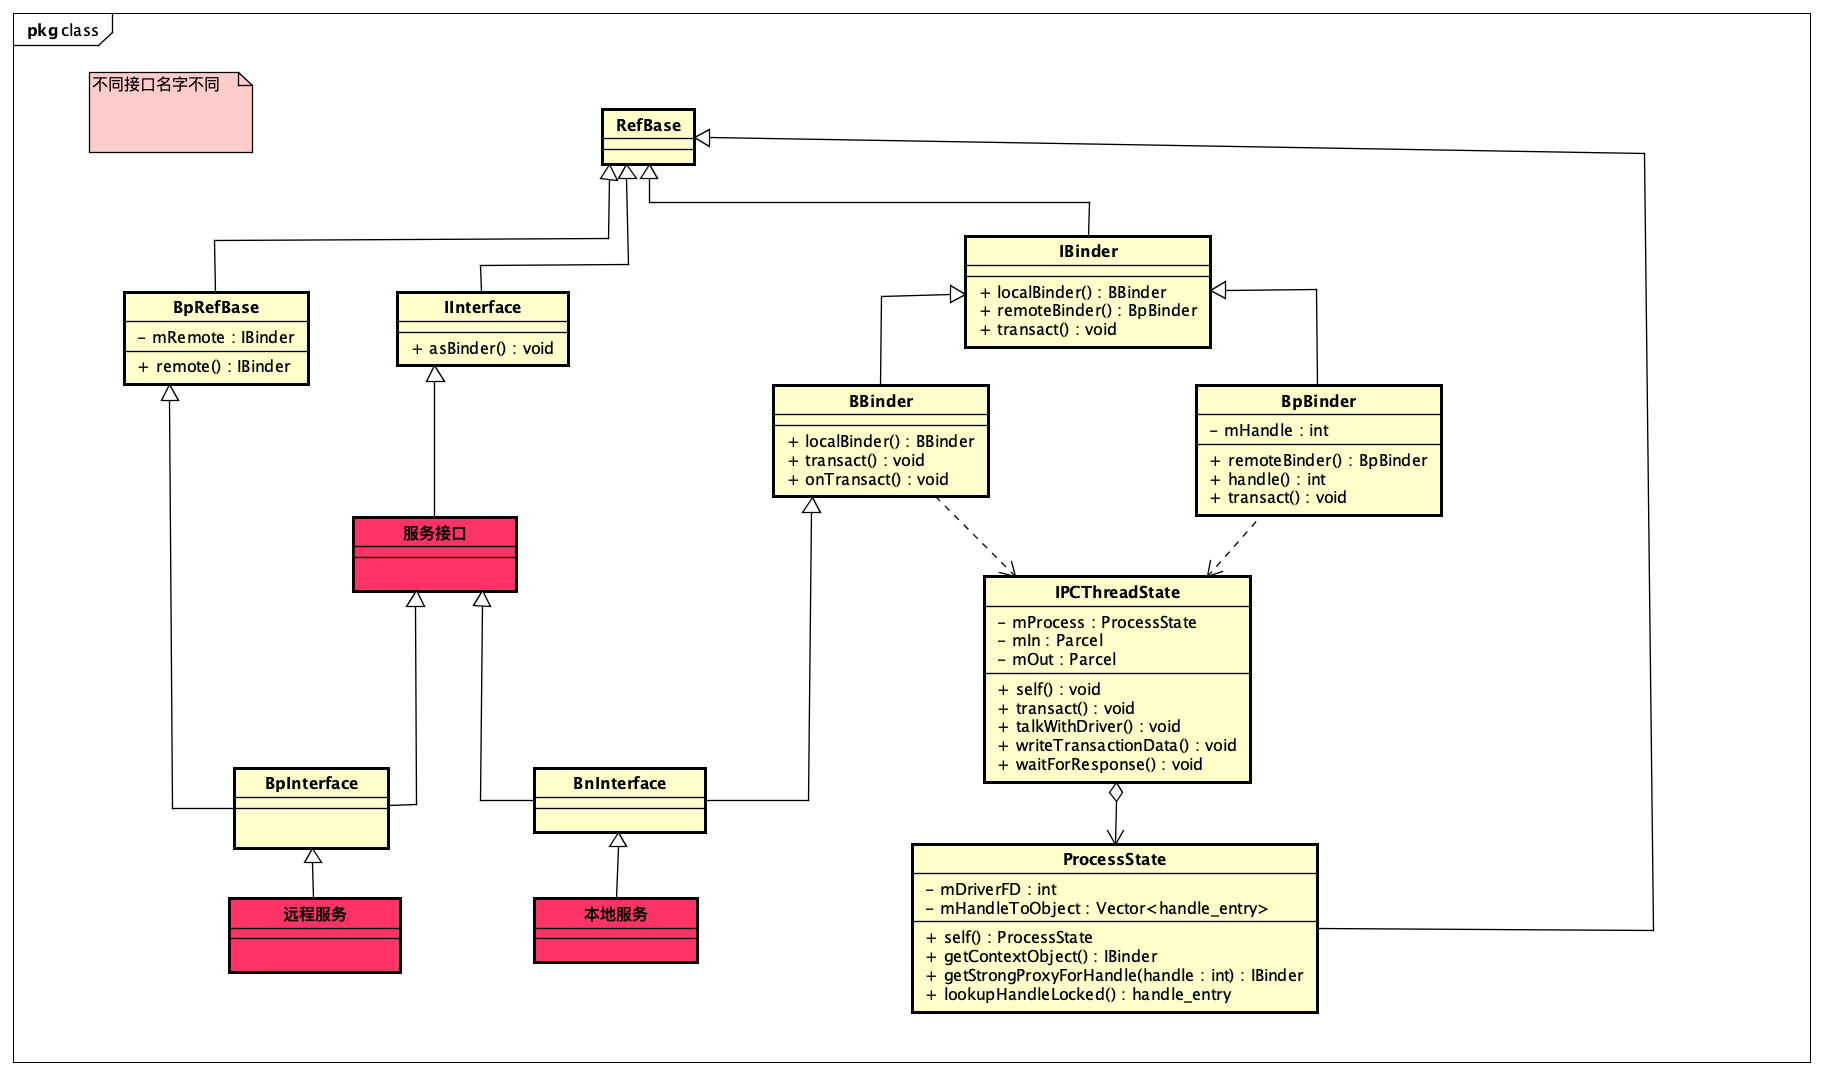 pkg class
不同接口名字不同
RefBase
IBinder
+ localBinder() : BBinder
+ remoteBinder() : BpBinder
+ transact() : void
BpRefBase
- mRemote : IBinder
+ remote() : IBinder
IInterface
+ asBinder() : void
BBinder
+ localBinder() : BBinder
+ transact() : void
+ onTransact() : void
BpBinder
- mHandle : int
+ remoteBinder() : BpBinder
+ handle() : int
+ transact() : void
服务接口
IPCThreadState
- mProcess : ProcessState
- mIn : Parcel
- mOut : Parcel
+ self() : void
+ transact() : void
+ talkWithDriver() : void
+ writeTransactionData() : void
+ waitForResponse() : void
BpInterface
BnInterface
ProcessState
- mDriverFD : int
- mHandleToObject : Vector<handle_entry>
+ self() : ProcessState
+ getContextObject() : IBinder
+ getStrongProxyForHandle(handle : int) : IBinder
+ lookupHandleLocked() : handle_entry
远程服务
本地服务